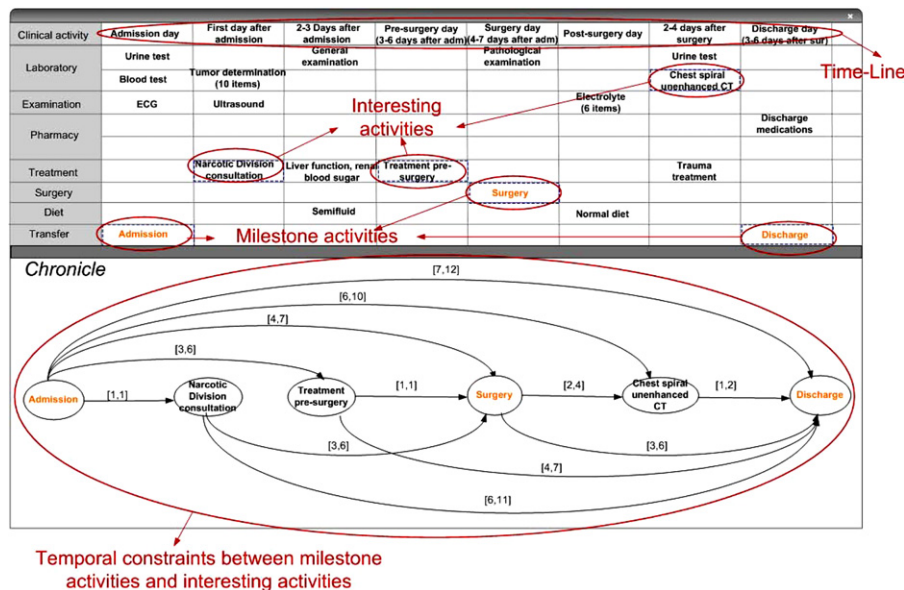 Clinical activity
Admission day
First day after
admission
2-3 Days after
admission
Pre-surgery day
(3-6 days after adm)
Surgery day
(4-7 days after adm)
Post-surgery day
2-4 days after
surgery
Discharge day
(3-6 days after sur)
Time-Line
Laboratory
Urine test
General
examination
Pathological
examination
Urine test
Blood test
Tumor determination
(10 items)
Chest spiral
unenhanced CT
Examination
ECG
Ultrasound
Electrolyte
(6 items)
Interesting
activities
Pharmacy
Discharge
medications
Treatment
Narcotic Division
consultation
Liver function, renal
blood sugar
Treatment pre-
surgery
Trauma
treatment
Surgery
Surgery
Diet
Semifluid
Normal diet
Transfer
Admission
Milestone activities
Discharge
Chronicle
[7,12]
[6,10]
[4,7]
[3,6]
Admission
[1,1]
Narcotic
Division
consultation
Treatment
pre-surgery
[1,1]
Surgery
[2,4]
Chest spiral
unenhanced
CT
[1,2]
Discharge
[3,6]
[3,6]
[4,7]
[6,11]
Temporal constraints between milestone
activities and interesting activities